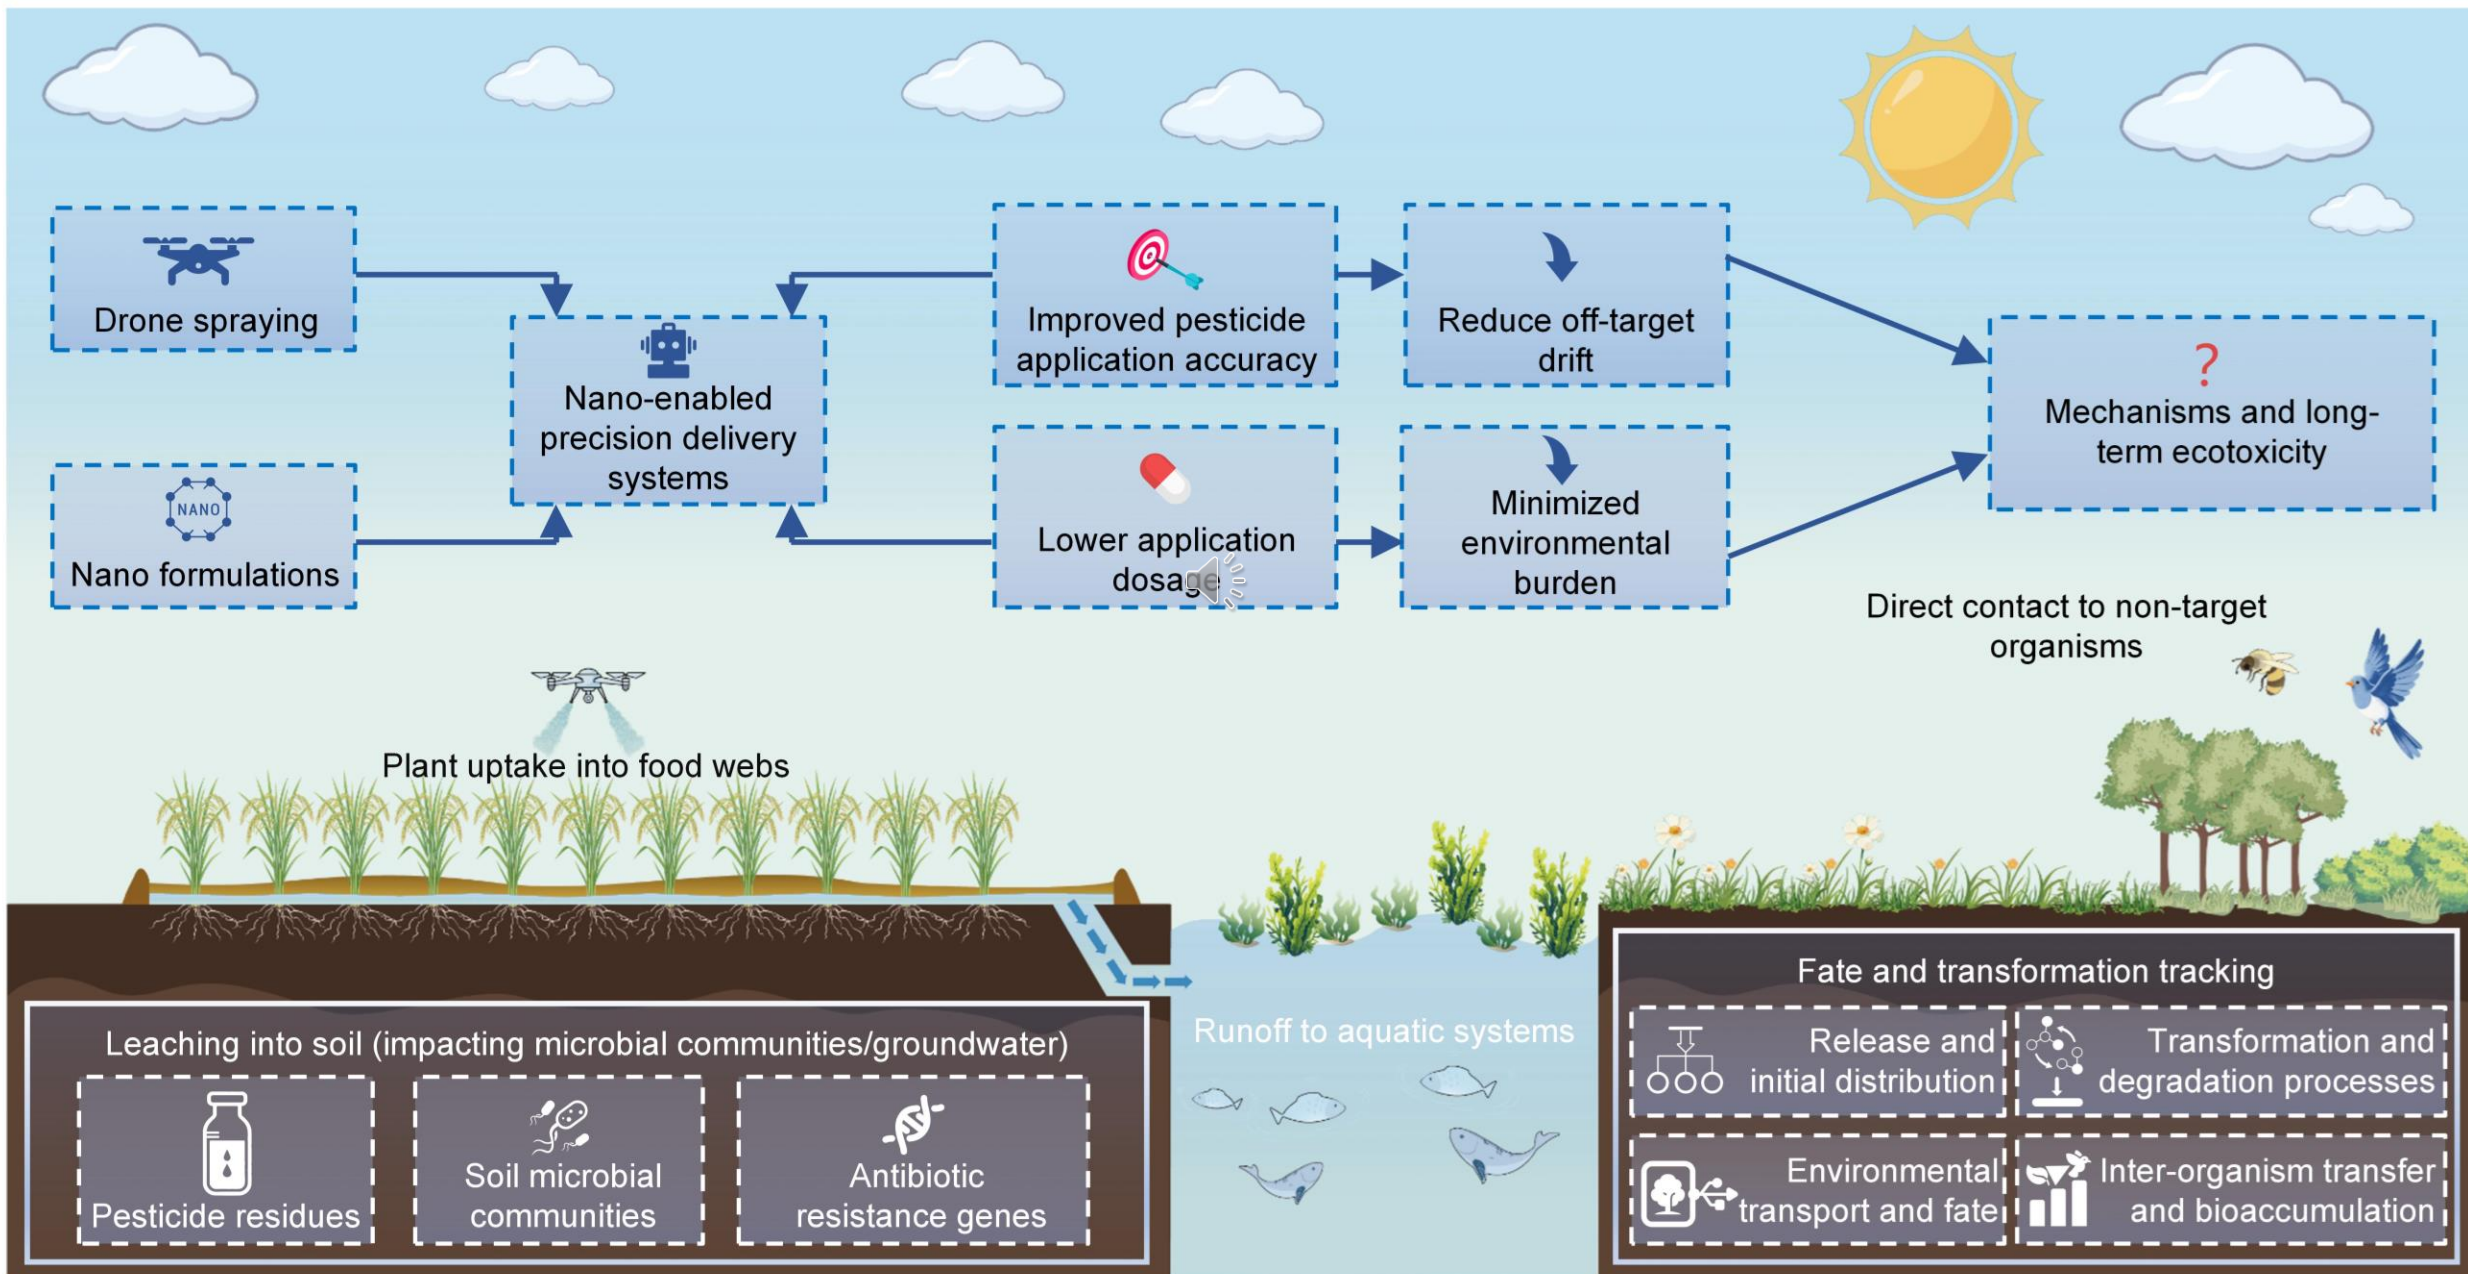 Drone spraying
Nano-enabled
precision delivery
systems
NANO
Nano formulations
Improved pesticide
application accuracy
Reduce off-target
drift
Lower application
dosage
Minimized
environmental
burden
?
Mechanisms and long-
term ecotoxicity
Direct contact to non-target
organisms
Plant uptake into food webs
Leaching into soil (impacting microbial communities/groundwater)
Pesticide residues
Soil microbial
communities
Antibiotic
resistance genes
Runoff to aquatic systems
Fate and transformation tracking
Release and
initial distribution
Transformation and
degradation processes
Environmental
transport and fate
Inter-organism transfer
and bioaccumulation